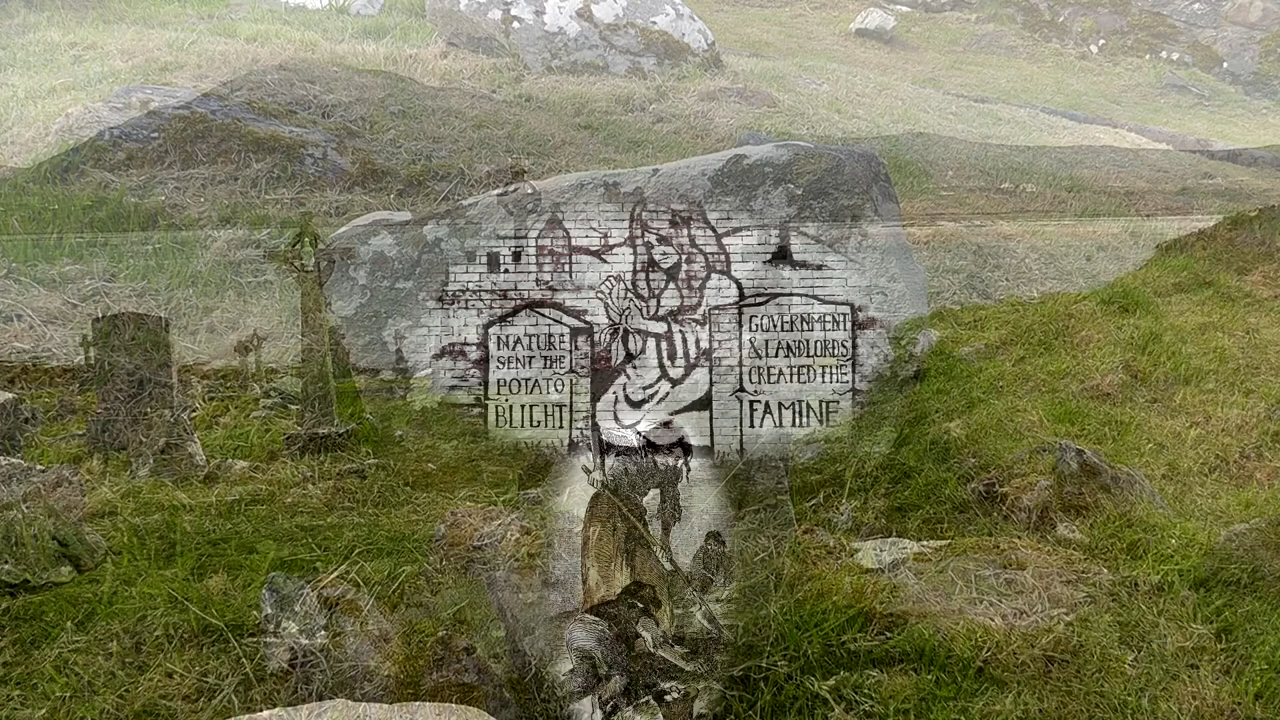 NATURE
SENT THE
POTATO
BLIGHT
GOVERNMENT
& LANDLORDS
CREATED THE
FAMINE